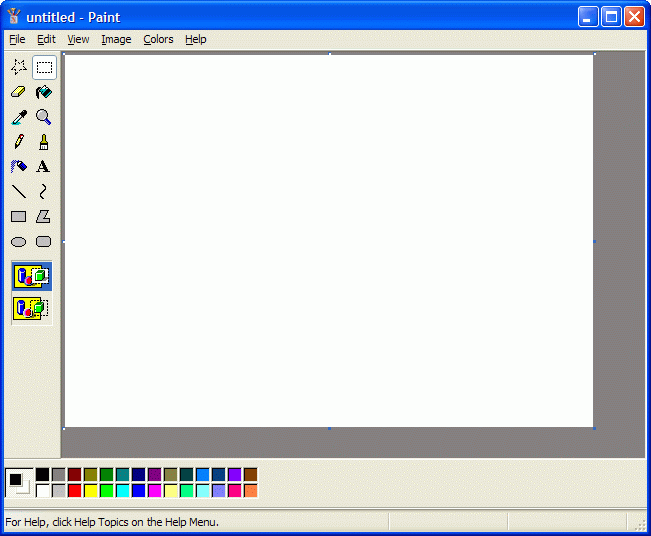 untitled - Paint
File Edit View Image Colors Help
A
For Help, click Help Topics on the Help Menu.